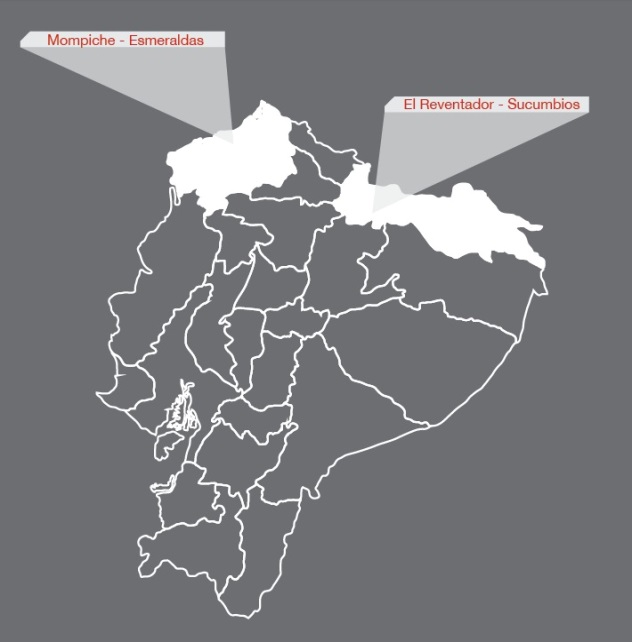 Mompiche - Esmeraldas
El Reventador - Sucumbios